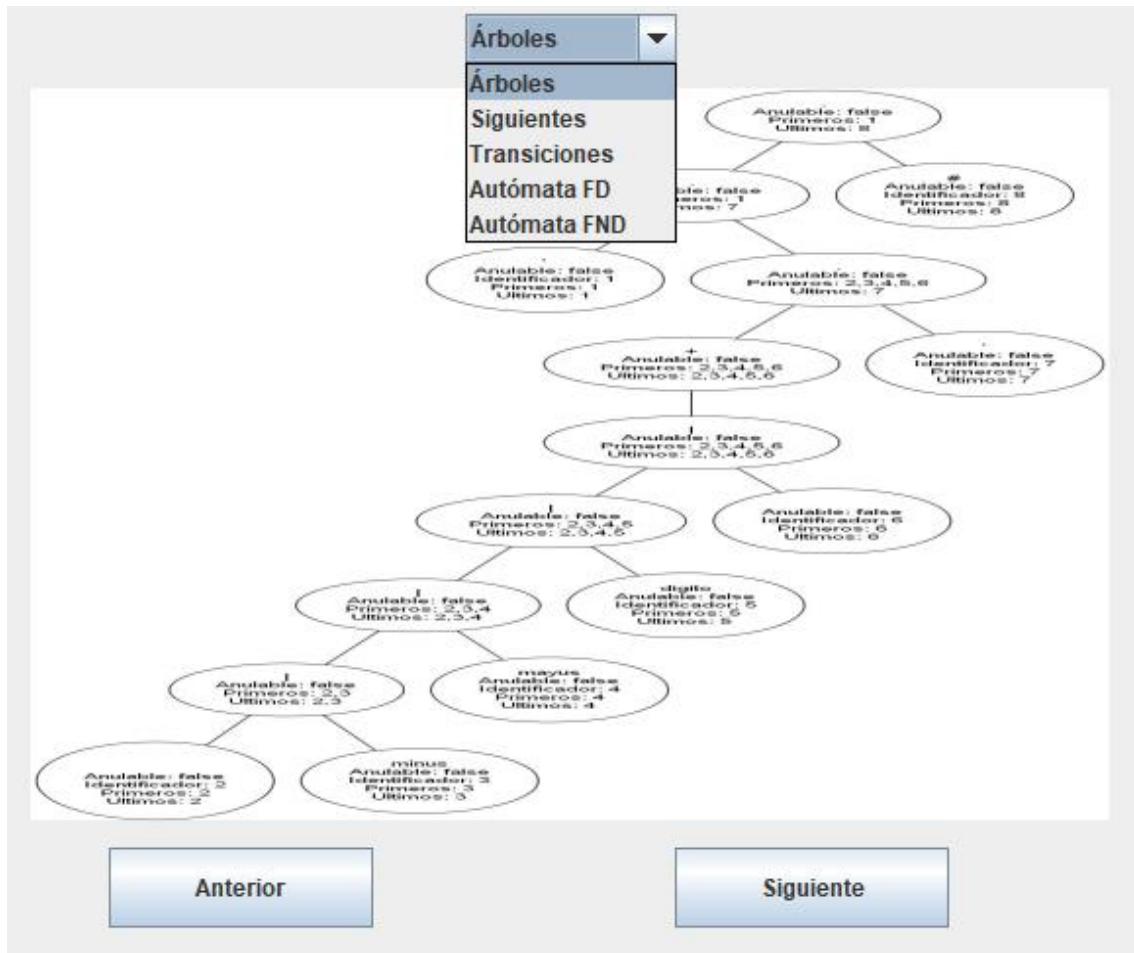 Árboles
Árboles
Siguientes
Transiciones
Autómata FD
Autómata FND
.
Anulable: false
Primeros: 1
Ultimos: 8
false
1
7
#
Anulable: false
Identificador: 8
Primeros: 8
Ultimos: 8
Anulable: false
Identificador: 1
Primeros: 1
Ultimos: 1
.
Anulable: false
Primeros: 2,3,4,5,6
Ultimos: 7
+
Anulable: false
Primeros: 2,3,4,5,6
Ultimos: 2,3,4,5,6
Anulable: false
Identificador: 7
Primeros: 7
Ultimos: 7
|
Anulable: false
Primeros: 2,3,4,5,6
Ultimos: 2,3,4,5,6
|
Anulable: false
Primeros: 2,3,4,5
Ultimos: 2,3,4,5
Anulable: false
Identificador: 6
Primeros: 6
Ultimos: 6
|
Anulable: false
Primeros: 2,3,4
Ultimos: 2,3,4
digito
Anulable: false
Identificador: 5
Primeros: 5
Ultimos: 5
|
Anulable: false
Primeros: 2,3
Ultimos: 2,3
mayus
Anulable: false
Identificador: 4
Primeros: 4
Ultimos: 4
Anulable: false
Identificador: 2
Primeros: 2
Ultimos: 2
minus
Anulable: false
Identificador: 3
Primeros: 3
Ultimos: 3
Anterior
Siguiente